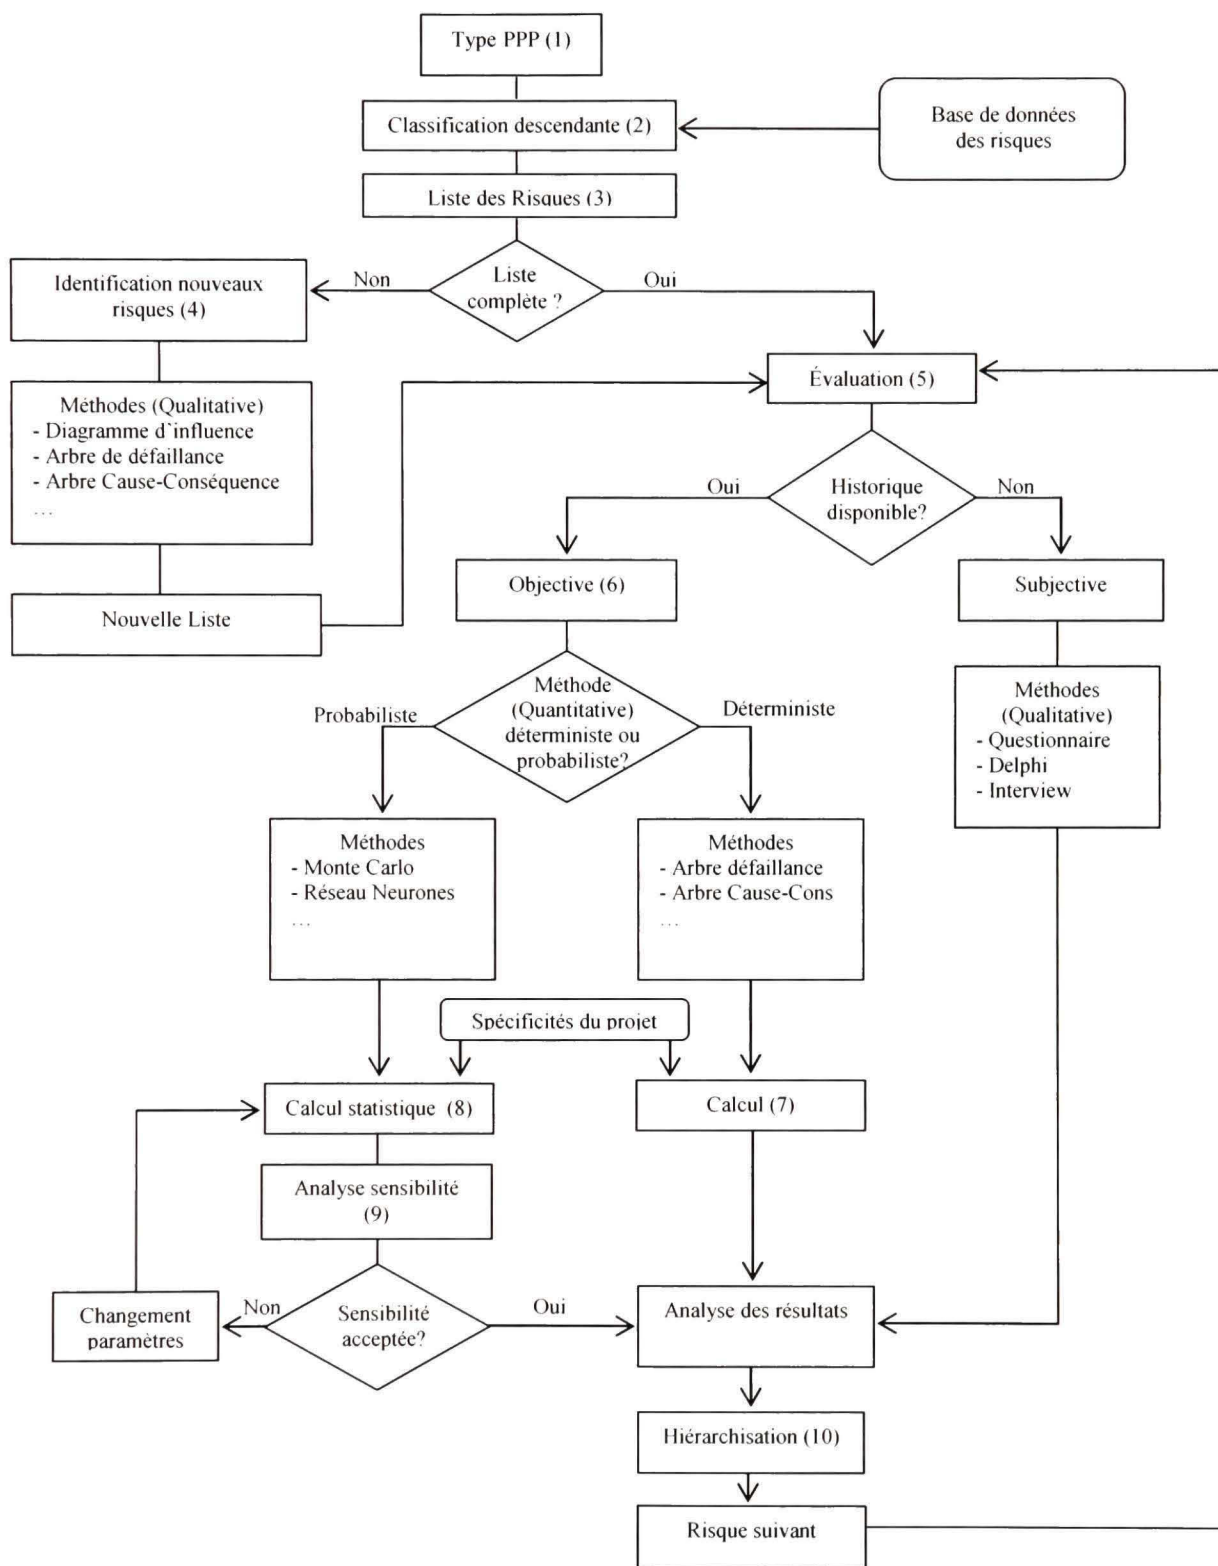 Type PPP (1)
Classification descendante (2)
Base de données
des risques
Liste des Risques (3)
Liste
complète ?
Non
Oui
Identification nouveaux
risques (4)
Méthodes (Qualitative)
- Diagramme d`influence
- Arbre de défaillance
- Arbre Cause-Conséquence
...
Nouvelle Liste
Évaluation (5)
Historique
disponible?
Oui
Non
Objective (6)
Subjective
Méthode
(Quantitative)
déterministe ou
probabiliste?
Probabiliste
Déterministe
Méthodes
(Qualitative)
- Questionnaire
- Delphi
- Interview
Méthodes
- Monte Carlo
- Réseau Neurones
...
Méthodes
- Arbre défaillance
- Arbre Cause-Cons
...
Spécificités du projet
Calcul statistique (8)
Calcul (7)
Analyse sensibilité
(9)
Changement
paramètres
Non
Sensibilité
acceptée?
Oui
Analyse des résultats
Hiérarchisation (10)
Risque suivant